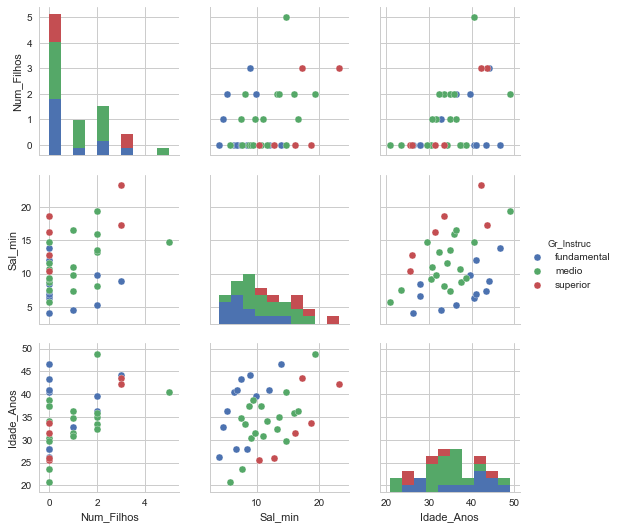 5
4
3
2
1
0
Num_Filhos
20
15
10
5
Sal_min
Gr_Instruc
fundamental
medio
superior
50
45
40
35
30
25
20
Idade_Anos
0 2 4
10 20
20 30 40 50
Num_Filhos Sal_min Idade_Anos